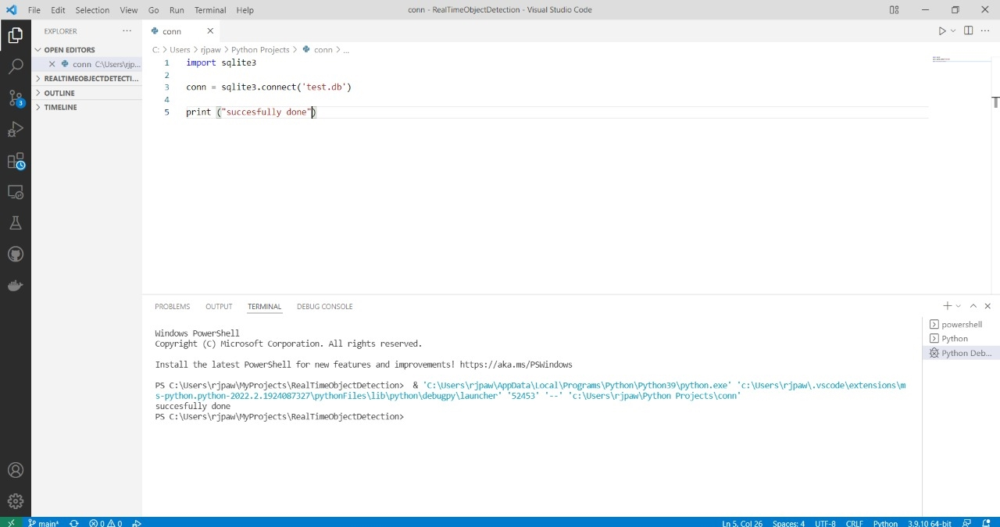 File Edit Selection View Go Run Terminal Help
conn - RealTimeObjectDetection - Visual Studio Code
EXPLORER
OPEN EDITORS
conn C:\Users\rjp...
REALTIMEOBJECTDETECTI...
OUTLINE
TIMELINE
3
conn
C: > Users > rjpaw > Python Projects > conn > ...
1 import sqlite3
2
3 conn = sqlite3.connect('test.db')
4
5 print ("succesfully done")
PROBLEMS OUTPUT TERMINAL DEBUG CONSOLE
Windows PowerShell
Copyright (C) Microsoft Corporation. All rights reserved.
Install the latest PowerShell for new features and improvements! https://aka.ms/PSWindows
PS C:\Users\rjpaw\MyProjects\RealTimeObjectDetection>  & 'C:\Users\rjpaw\AppData\Local\Programs\Python\Python39\python.exe' 'c:\Users\rjpaw\.vscode\extensions\m
s-python.python-2022.2.1924087327\pythonFiles\lib\python\debugpy\launcher' '52453' '--' 'c:\Users\rjpaw\Python Projects\conn'
succesfully done
PS C:\Users\rjpaw\MyProjects\RealTimeObjectDetection>
powershell
Python
Python Deb...
main* 0 0 Ln 5, Col 26 Spaces: 4 UTF-8 CRLF Python 3.9.10 64-bit